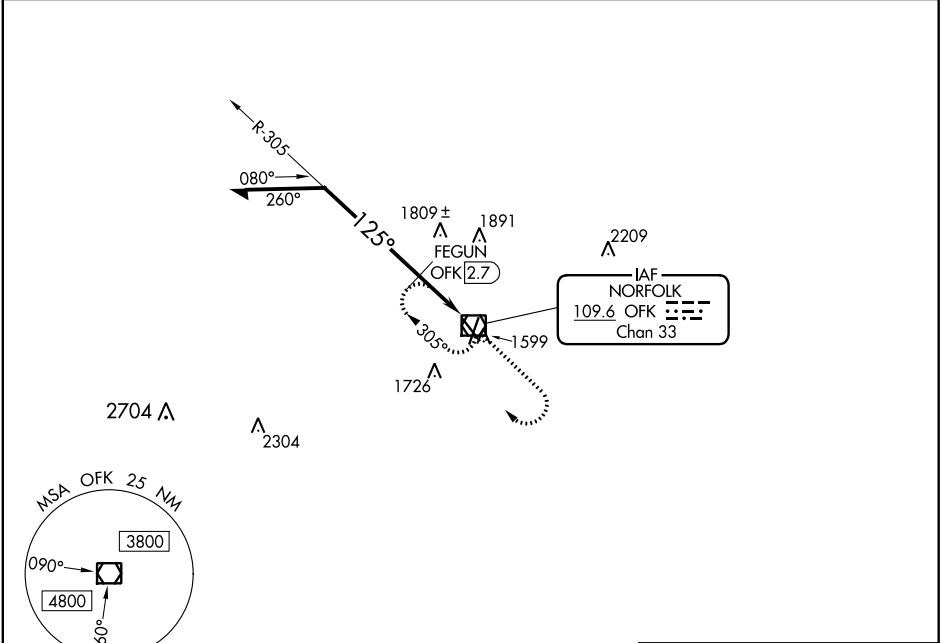 R-305
080°
260°
125°
1809 ±
1891
FEGUN
OFK 2.7
2209
IAF
NORFOLK
109.6 OFK
Chan 33
305°
1599
1726
2704
2304
MSA OFK 25 NM
3800
090°
4800